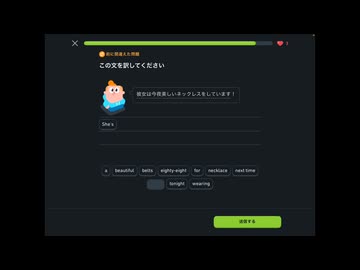 1
前に間違えた問題
この文を訳してください
彼女は今夜美しいネックレスをしています！
She's
a beautiful belts eighty-eight for necklace next time
tonight wearing
送信する